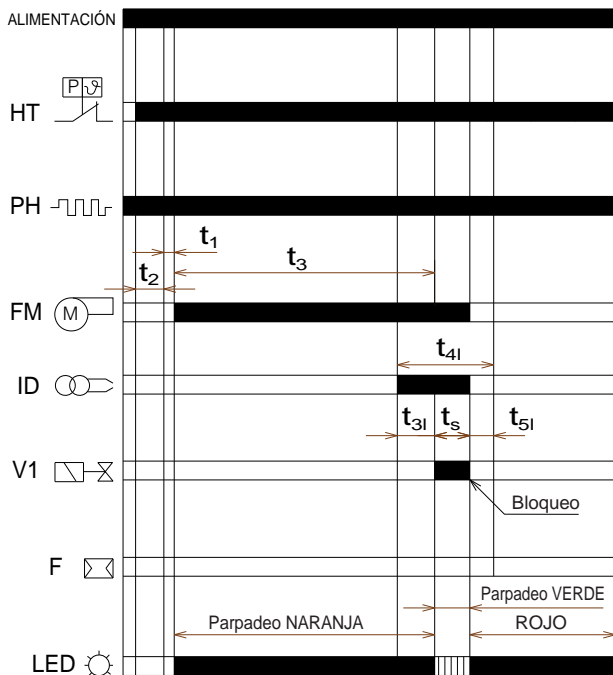 ALIMENTACIÓN
P ϑ
HT
PH
t1
t2
t3
FM M
t4l
ID
t3l ts t5l
V1
Bloqueo
F
Parpadeo VERDE
Parpadeo NARANJA ROJO
LED